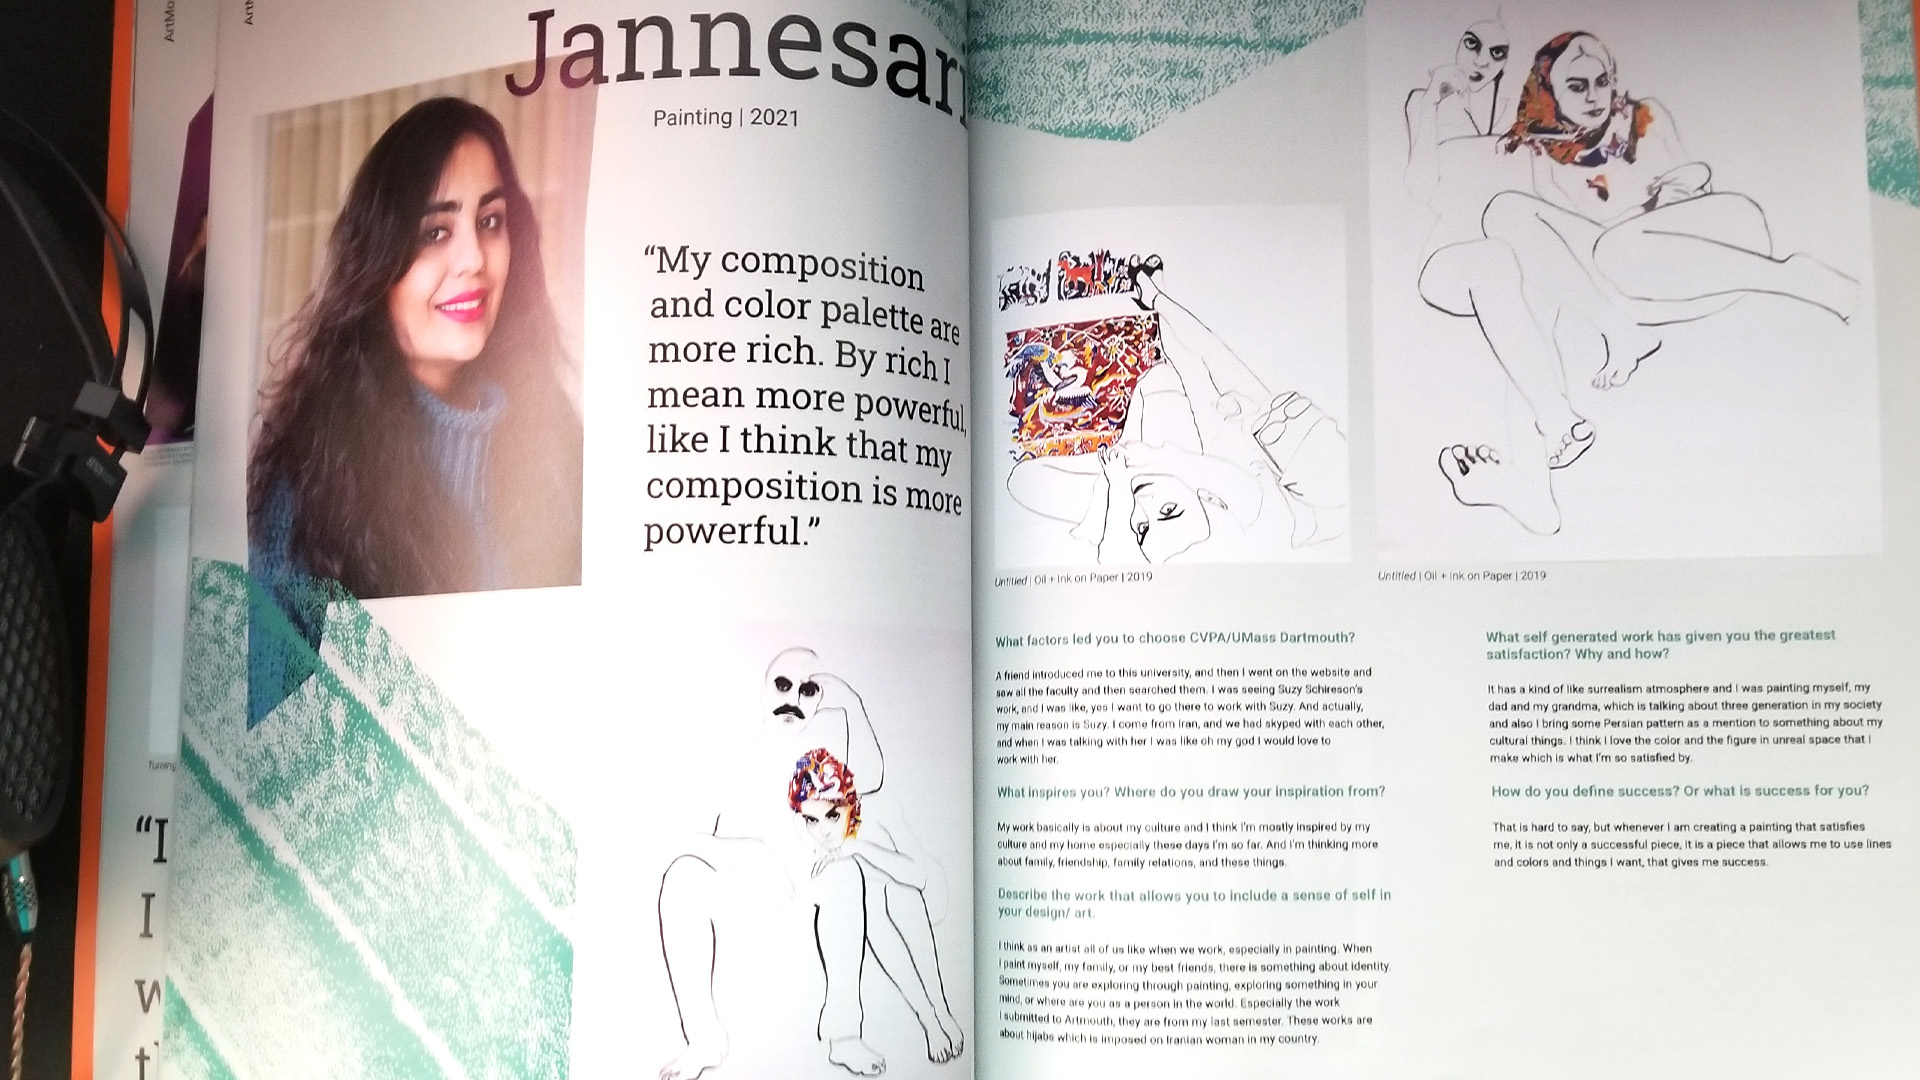 Jannesari
Painting | 2021
“My composition
and color palette are
more rich. By rich I
mean more powerful,
like I think that my
composition is more
powerful.”
Untitled | Oil + Ink on Paper | 2019
Untitled | Oil + Ink on Paper | 2019
What factors led you to choose CVPA/UMass Dartmouth?
A friend introduced me to this university, and then I went on the website and
saw all the faculty and then searched them. I was seeing Suzy Schireson's
work, and I was like, yes I want to go there to work with Suzy. And actually,
my main reason is Suzy. I come from Iran, and we had skyped with each other,
and when I was talking with her I was like oh my god I would love to
work with her.
What inspires you? Where do you draw your inspiration from?
My work basically is about my culture and I think I'm mostly inspired by my
culture and my home especially these days I'm so far. And I'm thinking more
about family, friendship, family relations, and these things.
Describe the work that allows you to include a sense of self in
your design/ art.
I think as an artist all of us like when we work, especially in painting. When
I paint myself, my family, or my best friends, there is something about identity.
Sometimes you are exploring through painting, exploring something in your
mind, or where are you as a person in the world. Especially the work
I submitted to Artmouth, they are from my last semester. These works are
about hijabs which is imposed on Iranian woman in my country.
What self generated work has given you the greatest
satisfaction? Why and how?
It has a kind of like surrealism atmosphere and I was painting myself, my
dad and my grandma, which is talking about three generation in my society
and also I bring some Persian pattern as a mention to something about my
cultural things. I think I love the color and the figure in unreal space that I
make which is what I'm so satisfied by.
How do you define success? Or what is success for you?
That is hard to say, but whenever I am creating a painting that satisfies
me, it is not only a successful piece, it is a piece that allows me to use lines
and colors and things I want, that gives me success.